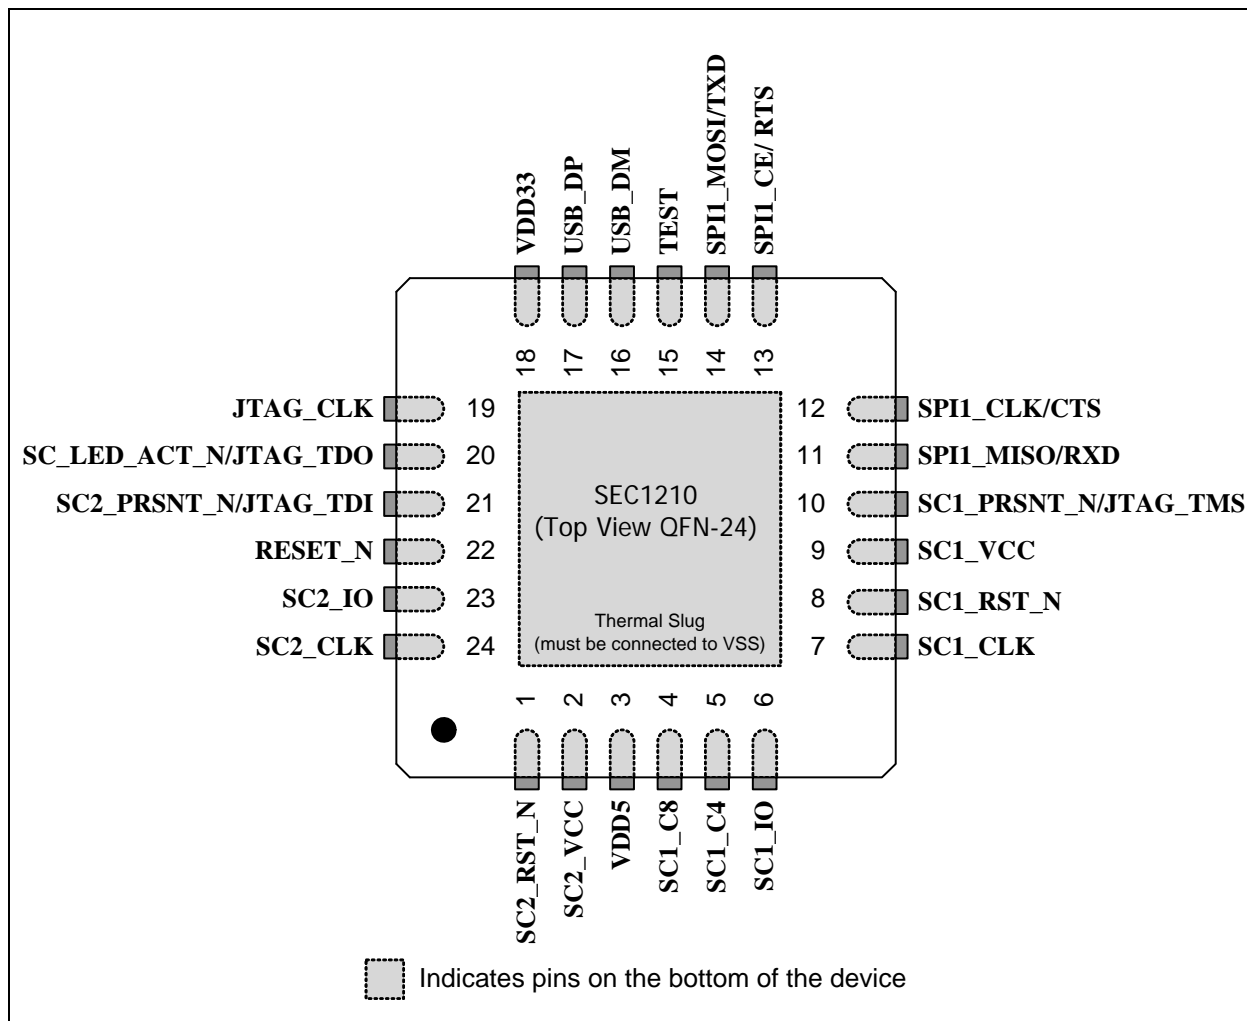 VDD33
USB_DP
USB_DM
TEST
SPI1_MOSI/TXD
SPI1_CE/ RTS
18
17
16
15
14
13
JTAG_CLK
19
SC_LED_ACT_N/JTAG_TDO
20
SC2_PRSNT_N/JTAG_TDI
21
RESET_N
22
SC2_IO
23
SC2_CLK
24
SEC1210
(Top View QFN-24)
Thermal Slug
(must be connected to VSS)
12
SPI1_CLK/CTS
11
SPI1_MISO/RXD
10
SC1_PRSNT_N/JTAG_TMS
9
SC1_VCC
8
SC1_RST_N
7
SC1_CLK
1
2
3
4
5
6
SC2_RST_N
SC2_VCC
VDD5
SC1_C8
SC1_C4
SC1_IO
Indicates pins on the bottom of the device